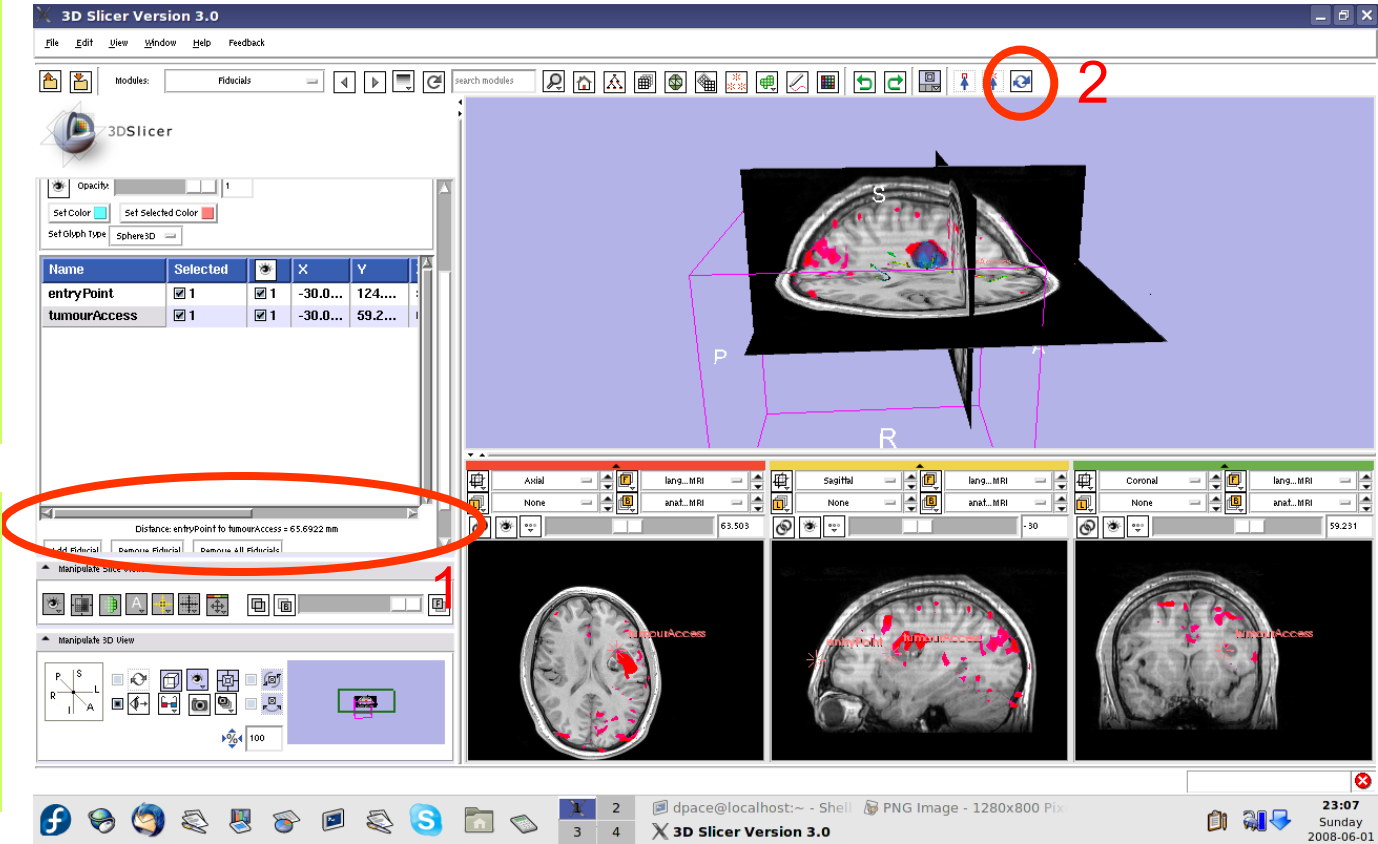 3D Slicer Version 3.0
File Edit View Window Help Feedback
Modules: Fiducials search modules
2
3DSlicer
Opacity: 1
Set Color Set Selected Color
Set Glyph Type Sphere3D
Name Selected X Y
entryPoint 1 1 -30.0... 124....
tumourAccess 1 1 -30.0... 59.2...
S
P A
R
Distance: entryPoint to tumourAccess = 65.6922 mm
Add Fiducial Remove Fiducial Remove All Fiducials
1
Manipulate Slice Views
A B F
Manipulate 3D View
P S
R L
I A
100
Axial F lang...MRI
L None B anat...MRI
63.503
Sagittal F lang...MRI
L None B anat...MRI
-30
Coronal F lang...MRI
L None B anat...MRI
59.231
tumourAccess
entryPoint tumourAccess
tumourAccess
1 2
3 4
dpace@localhost:~ - Shell PNG Image - 1280x800 Pix
3D Slicer Version 3.0
23:07
Sunday
2008-06-01